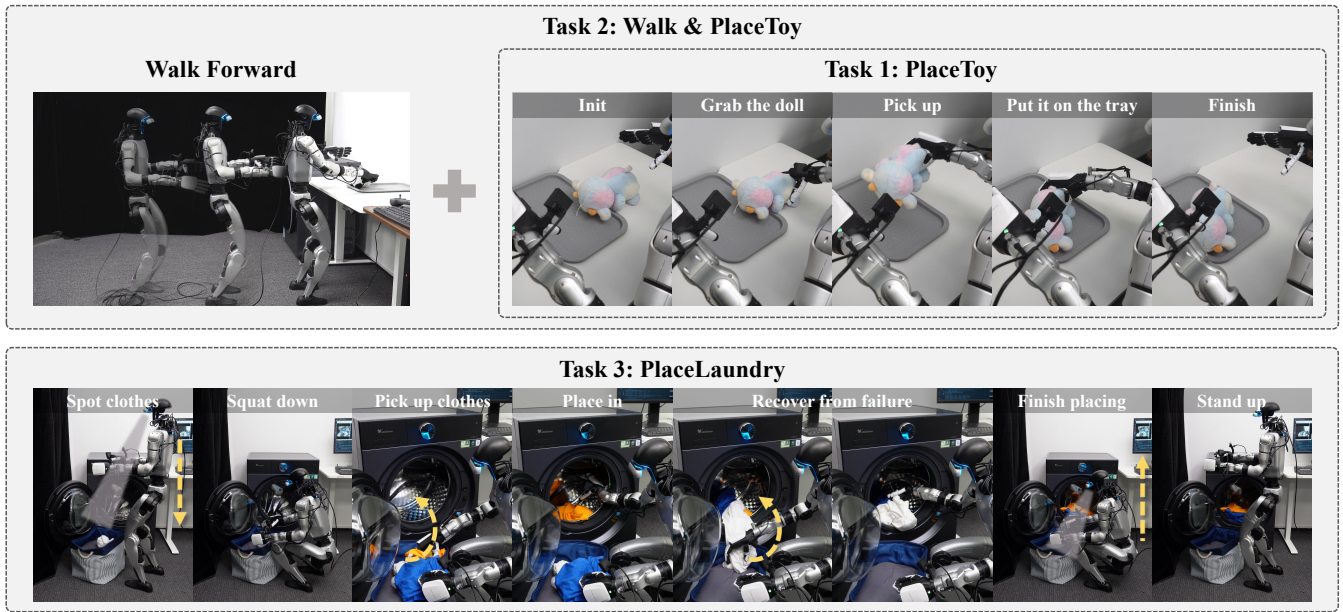 Task 2: Walk & PlaceToy
Walk Forward
Task 1: PlaceToy
Init
Grab the doll
Pick up
Put it on the tray
Finish
Task 3: PlaceLaundry
Spot clothes
Squat down
Pick up clothes
Place in
Recover from failure
Finish placing
Stand up